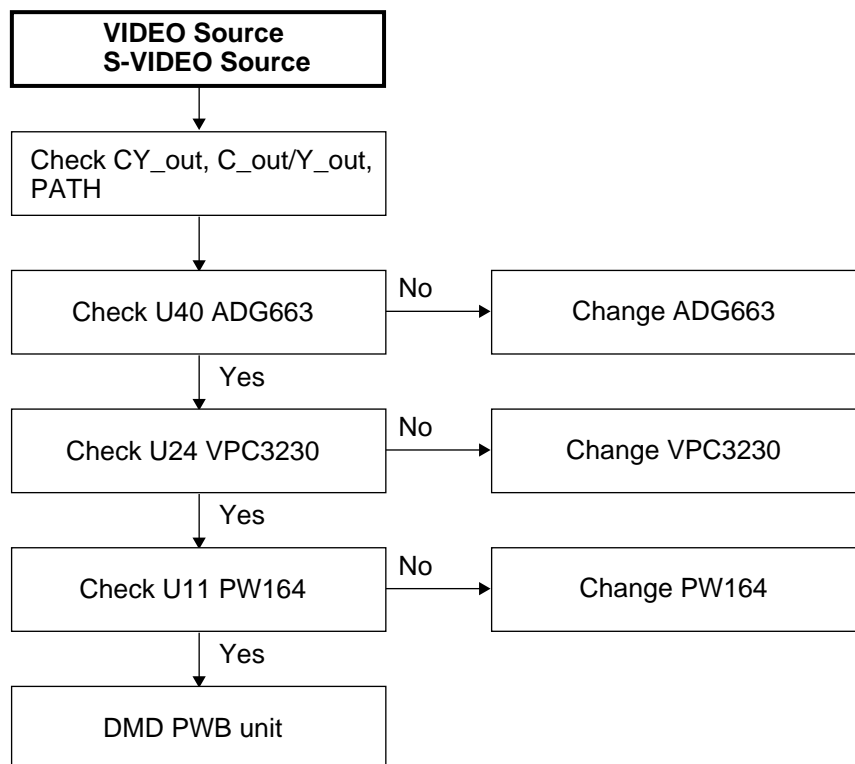 VIDEO Source
S-VIDEO Source
Check CY_out, C_out/Y_out,
PATH
Check U40 ADG663
No
Change ADG663
Yes
Check U24 VPC3230
No
Change VPC3230
Yes
Check U11 PW164
No
Change PW164
Yes
DMD PWB unit